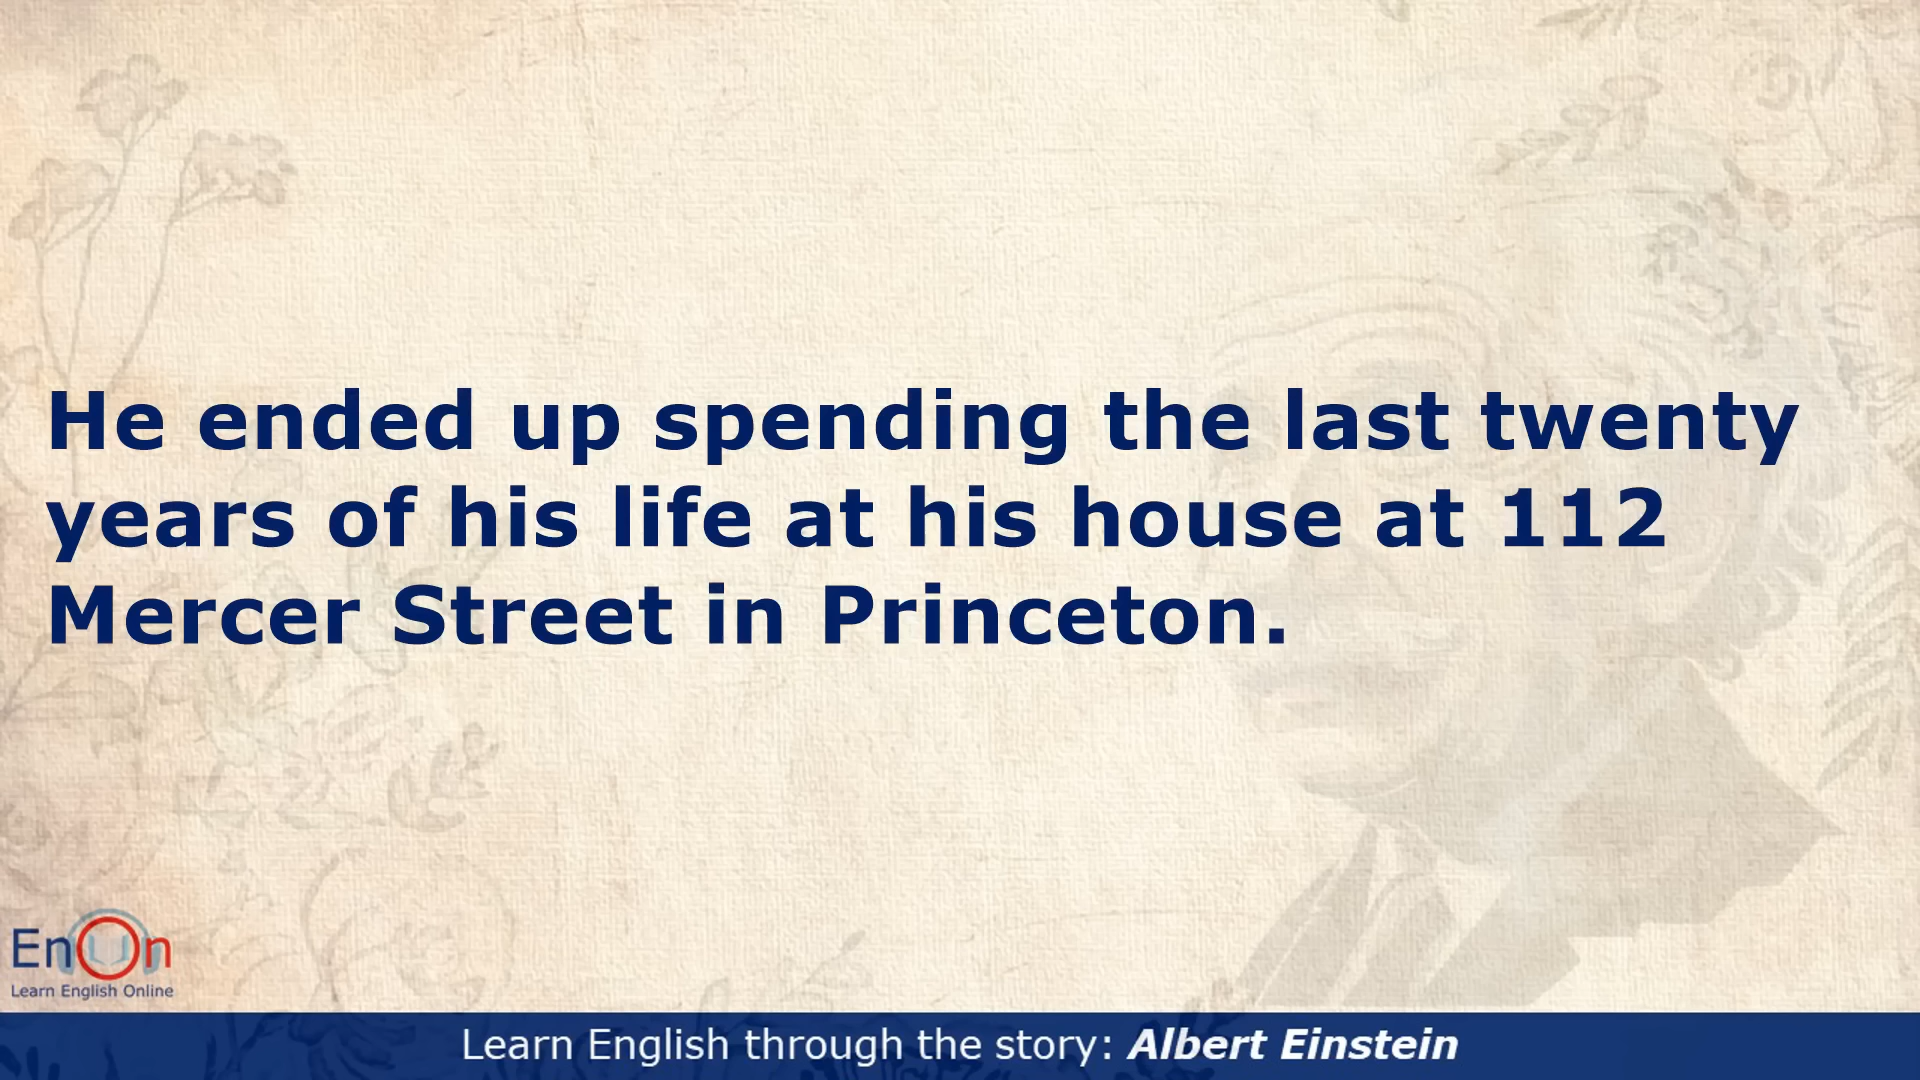 He ended up spending the last twenty
years of his life at his house at 112
Mercer Street in Princeton.
EnOn
Learn English Online
Learn English through the story: Albert Einstein